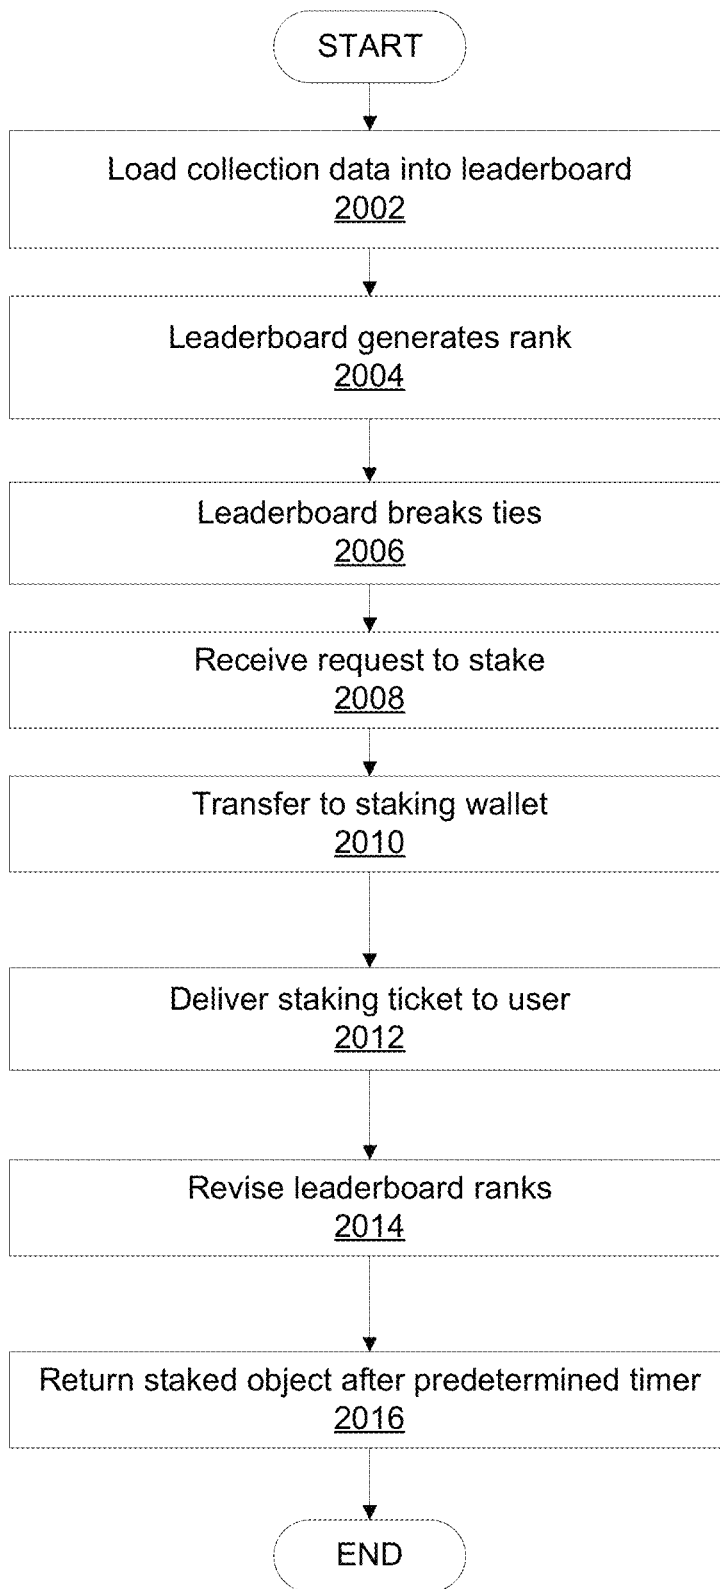 START
Load collection data into leaderboard
2002
Leaderboard generates rank
2004
Leaderboard breaks ties
2006
Receive request to stake
2008
Transfer to staking wallet
2010
Deliver staking ticket to user
2012
Revise leaderboard ranks
2014
Return staked object after predetermined timer
2016
END